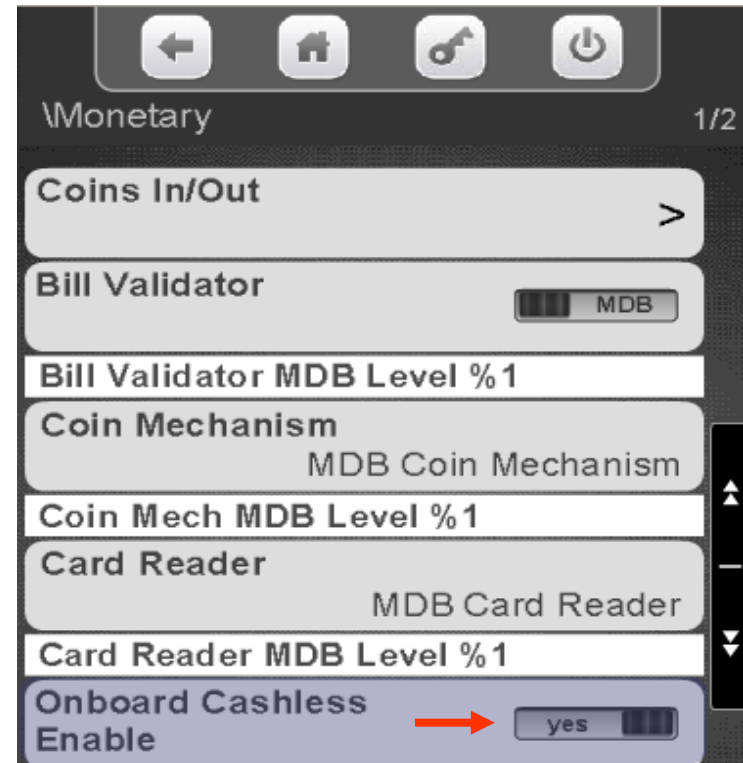 \Monetary 1/2
Coins In/Out >
Bill Validator
MDB
Bill Validator MDB Level %1
Coin Mechanism
MDB Coin Mechanism
Coin Mech MDB Level %1
Card Reader
MDB Card Reader
Card Reader MDB Level %1
Onboard Cashless
Enable
yes